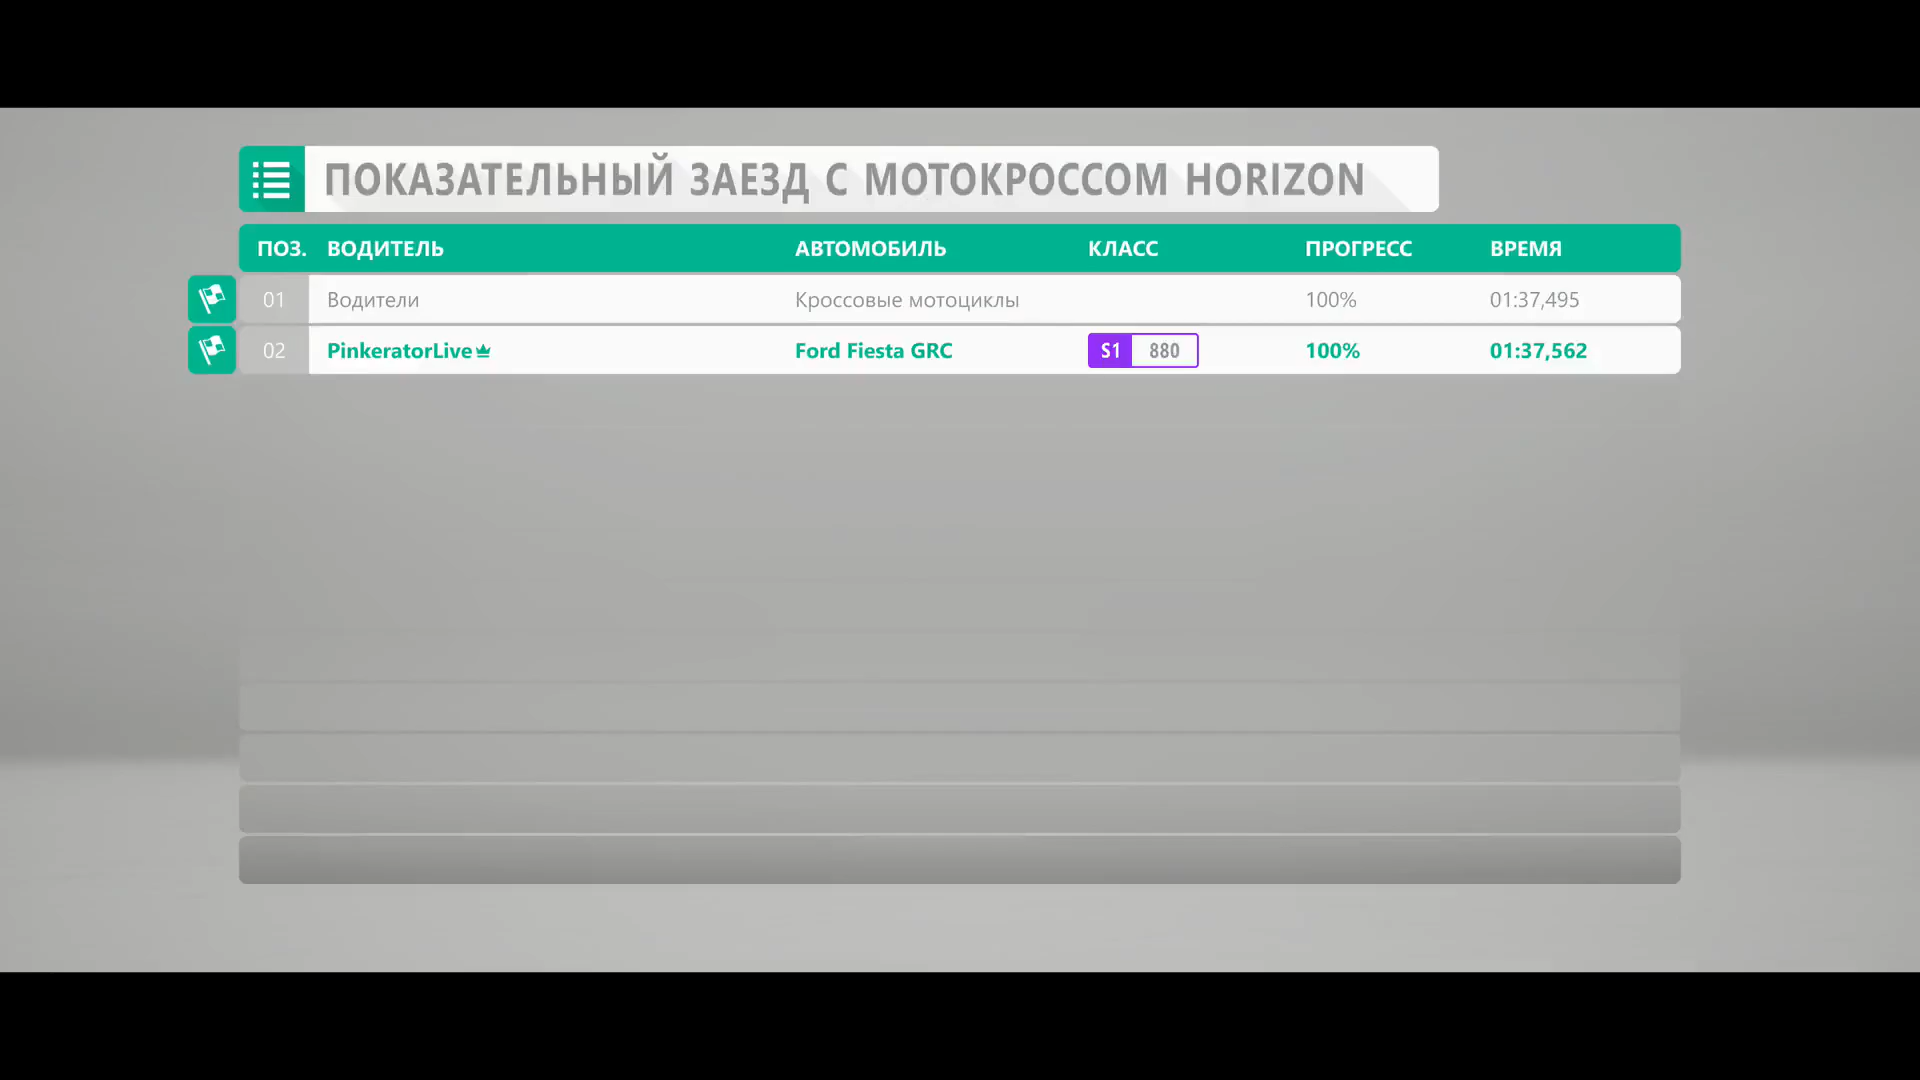 ПОКАЗАТЕЛЬНЫЙ ЗАЕЗД С МОТОКРОССОМ HORIZON
ПОЗ. ВОДИТЕЛЬ АВТОМОБИЛЬ КЛАСС ПРОГРЕСС ВРЕМЯ
01 Водители Кроссовые мотоциклы 100% 01:37,495
02 PinkeratorLive Ford Fiesta GRC S1 880 100% 01:37,562